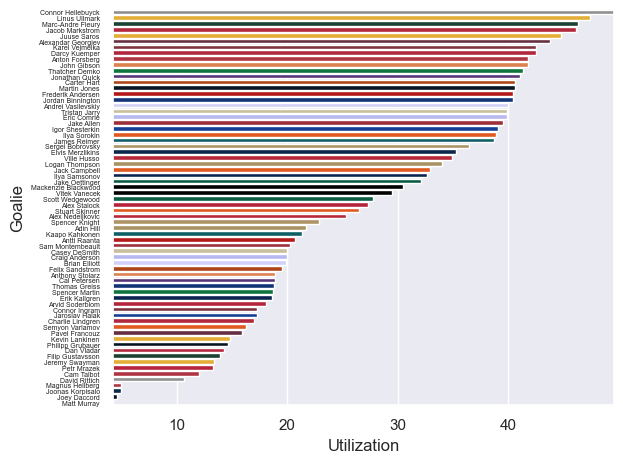 Connor Hellebuyck
Linus Ullmark
Marc-Andre Fleury
Jacob Markstrom
Juuse Saros
Alexandar Georgiev
Karel Vejmelka
Darcy Kuemper
Anton Forsberg
John Gibson
Thatcher Demko
Jonathan Quick
Carter Hart
Martin Jones
Frederik Andersen
Jordan Binnington
Andrei Vasilevskiy
Tristan Jarry
Eric Comrie
Jake Allen
Igor Shesterkin
Ilya Sorokin
James Reimer
Sergei Bobrovsky
Elvis Merzlikins
Ville Husso
Logan Thompson
Jack Campbell
Ilya Samsonov
Jake Oettinger
Mackenzie Blackwood
Vitek Vanecek
Scott Wedgewood
Alex Stalock
Stuart Skinner
Alex Nedeljkovic
Spencer Knight
Adin Hill
Kaapo Kahkonen
Antti Raanta
Sam Montembeault
Casey DeSmith
Craig Anderson
Brian Elliott
Felix Sandstrom
Anthony Stolarz
Cal Petersen
Thomas Greiss
Spencer Martin
Erik Kallgren
Arvid Soderblom
Connor Ingram
Jaroslav Halak
Charlie Lindgren
Semyon Varlamov
Pavel Francouz
Kevin Lankinen
Philipp Grubauer
Dan Vladar
Filip Gustavsson
Jeremy Swayman
Petr Mrazek
Cam Talbot
David Rittich
Magnus Hellberg
Joonas Korpisalo
Joey Daccord
Matt Murray
Goalie
10 20 30 40
Utilization